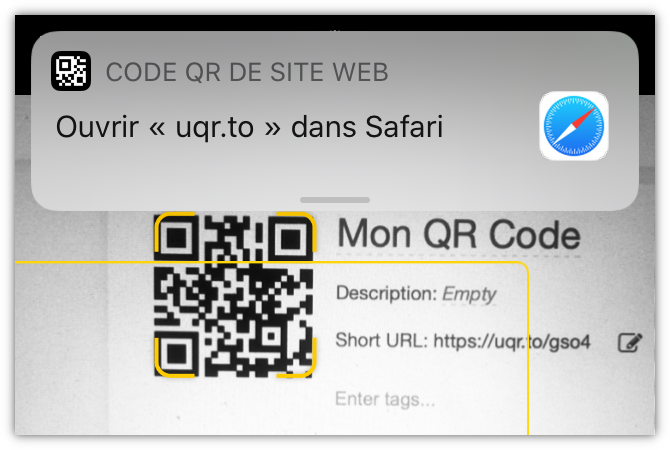 CODE QR DE SITE WEB
Ouvrir « uqr.to » dans Safari
Mon QR Code
Description: Empty
Short URL: https://uqr.to/gso4
Enter tags...